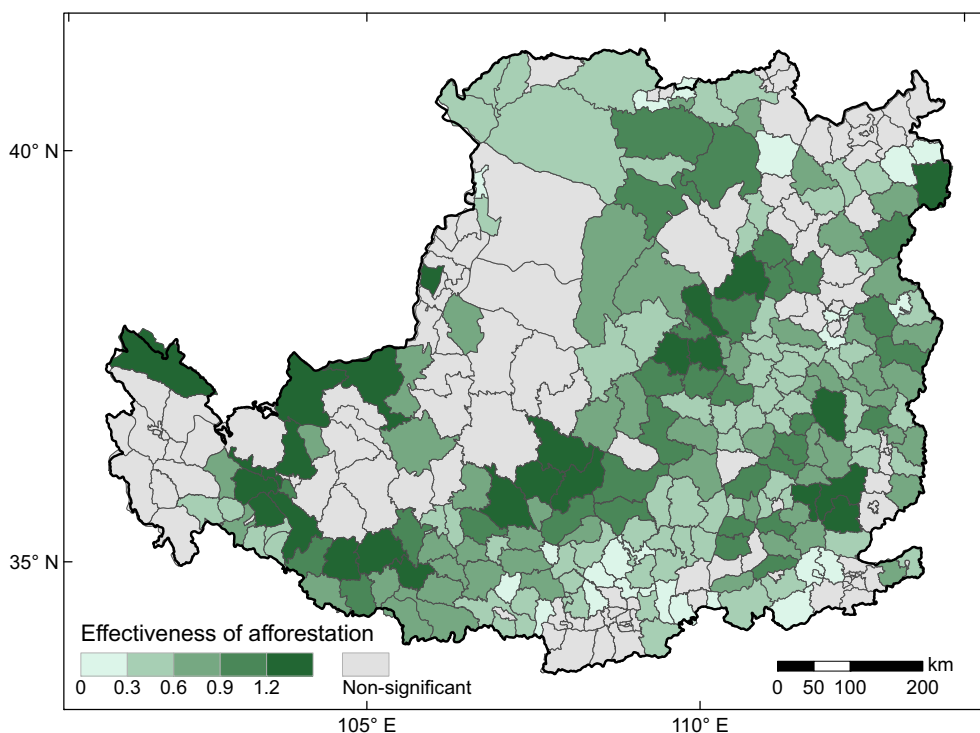 40° N
35° N
Effectiveness of afforestation
0 0.3 0.6 0.9 1.2
Non-significant
km
0 50 100 200
105° E 110° E